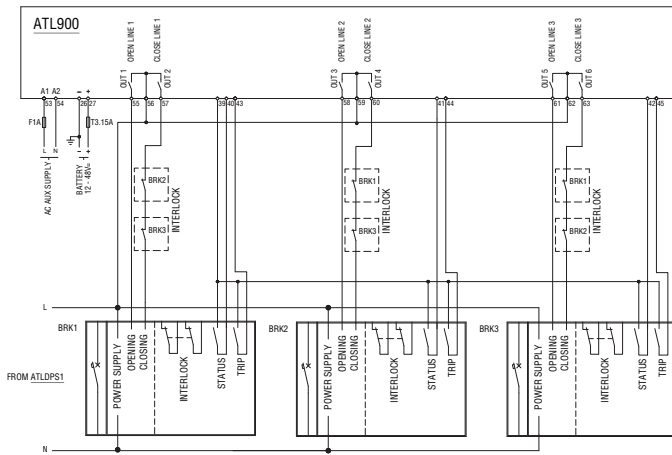 ATL900
OPEN LINE 1
CLOSE LINE 1
OPEN LINE 2
CLOSE LINE 2
OPEN LINE 3
CLOSE LINE 3
OUT 1
OUT 2
OUT 3
OUT 4
OUT 5
OUT 6
A1 A2 - +
53 54 26 27 55 56 57 39 40 43 58 59 60 41 44 61 62 63 42 45
F1A
T3.15A
L N - +
AC AUX SUPPLY
BATTERY
12 - 48V=
BRK2
BRK3
INTERLOCK
BRK1
BRK3
INTERLOCK
BRK1
BRK2
INTERLOCK
L
BRK1
POWER SUPPLY
OPENING
CLOSING
INTERLOCK
STATUS
TRIP
BRK2
POWER SUPPLY
OPENING
CLOSING
INTERLOCK
STATUS
TRIP
BRK3
POWER SUPPLY
OPENING
CLOSING
INTERLOCK
STATUS
TRIP
FROM ATLDPS1
N